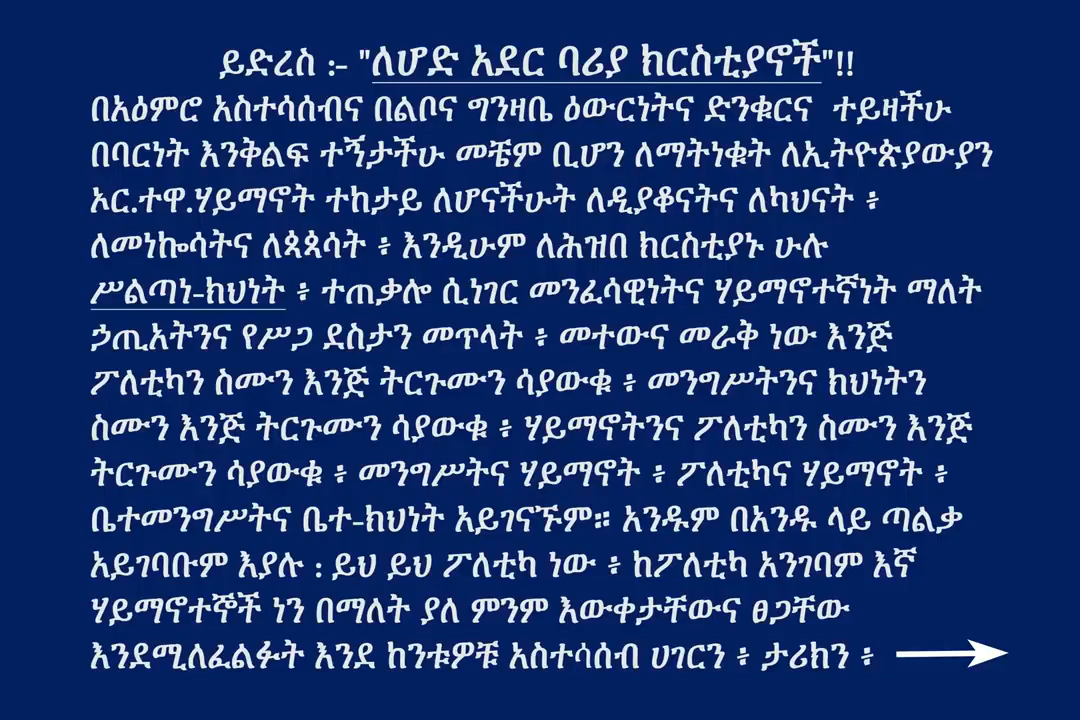 ይድረስ ፦ "ለሆድ አደር ባሪያ ክርስቲያኖች"!!
በአዕምሮ አስተሳሰብና በልቦና ግንዛቤ ዕውርነትና ድንቁርና ተይዛችሁ
በባርነት እንቅልፍ ተኝታችሁ መቼም ቢሆን ለማትነቁት ለኢትዮጵያውያን
ኦር.ተዋ.ሃይማኖት ተከታይ ለሆናችሁት ለዲያቆናትና ለካህናት ፥
ለመነኰሳትና ለጳጳሳት ፥ እንዲሁም ለሕዝበ ክርስቲያኑ ሁሉ
ሥልጣነ-ክህነት ፥ ተጠቃሎ ሲነገር መንፈሳዊነትና ሃይማኖተኛነት ማለት
ኃጢአትንና የሥጋ ደስታን መጥላት ፥ መተውና መራቅ ነው እንጅ
ፖለቲካን ስሙን እንጅ ትርጉሙን ሳያውቁ ፥ መንግሥትንና ክህነትን
ስሙን እንጅ ትርጉሙን ሳያውቁ ፥ ሃይማኖትንና ፖለቲካን ስሙን እንጅ
ትርጉሙን ሳያውቁ ፥ መንግሥትና ሃይማኖት ፥ ፖለቲካና ሃይማኖት ፥
ቤተመንግሥትና ቤተ-ክህነት አይገናኙም። አንዱም በአንዱ ላይ ጣልቃ
አይገባቡም እያሉ : ይህ ይህ ፖለቲካ ነው ፥ ከፖለቲካ አንገባም እኛ
ሃይማኖተኞች ነን በማለት ያለ ምንም እውቀታቸውና ፀጋቸው
እንደሚለፈልፉት እንደ ከንቱዎቹ አስተሳሰብ ሀገርን ፥ ታሪክን ፥